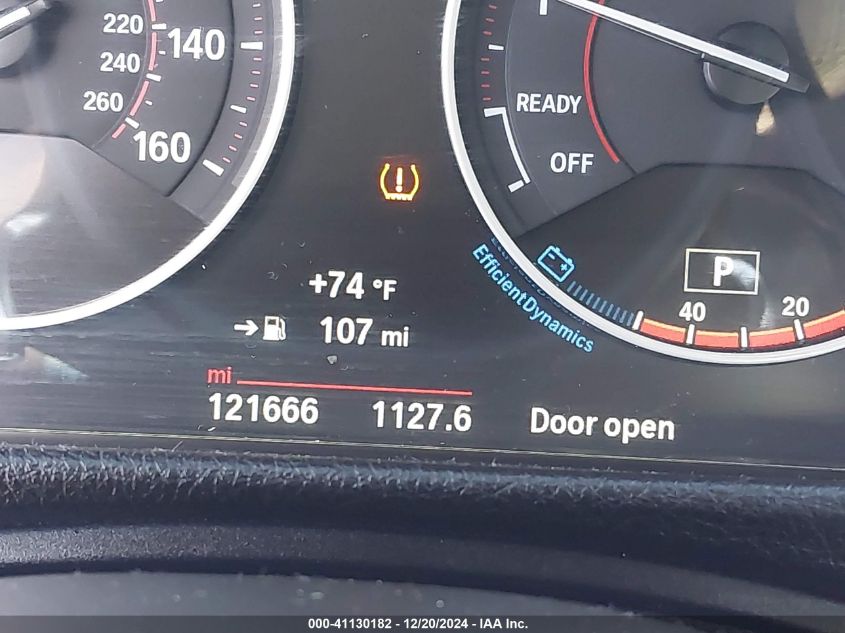 220
140
240
260
160
READY
OFF
+74 °F
107 mi
EfficientDynamics
P
40
20
mi
121666 1127.6 Door open
000-41130182 - 12/20/2024 - IAA Inc.